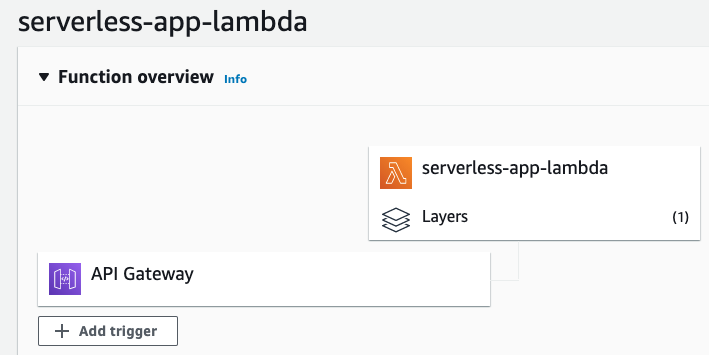 serverless-app-lambda
Function overview Info
serverless-app-lambda
Layers (1)
API Gateway
Add trigger